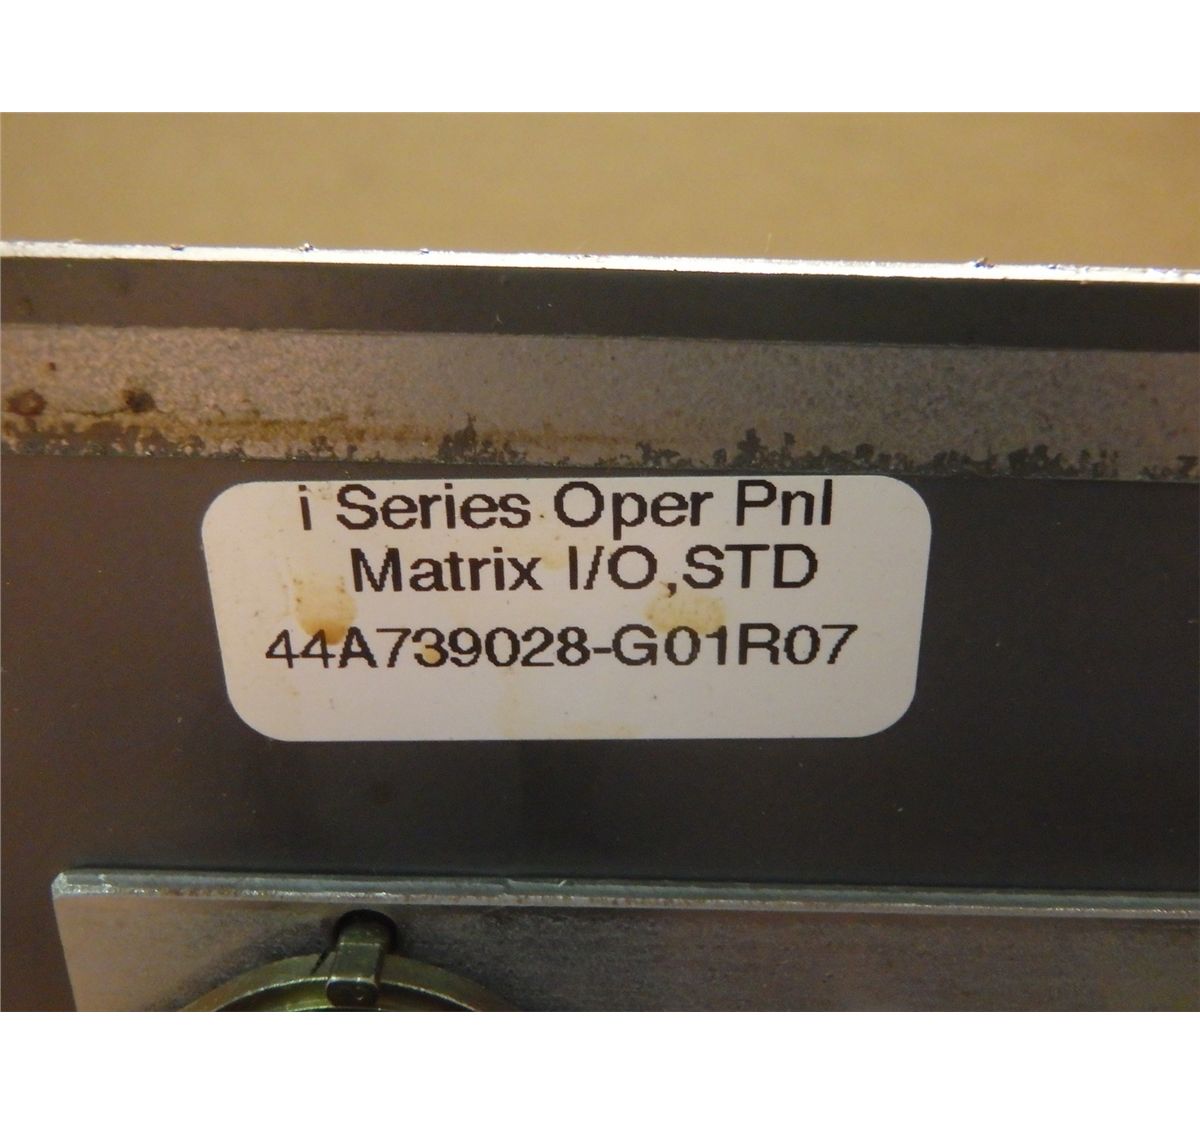 i Series Oper Pnl
Matrix I/O,STD
44A739028-G01R07